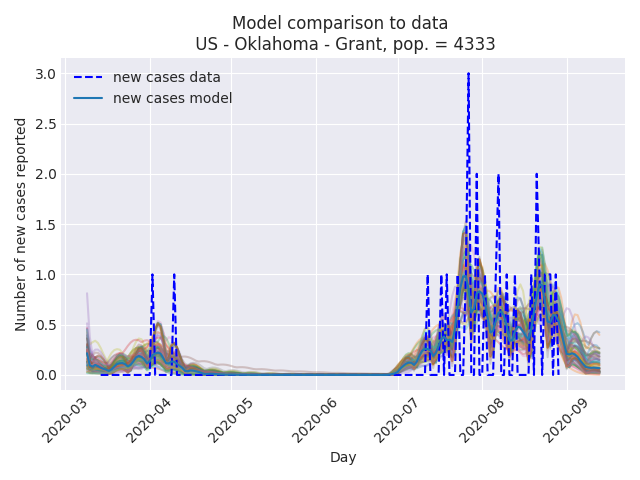 Model comparison to data
US - Oklahoma - Grant, pop. = 4333
new cases data
new cases model
Number of new cases reported
3.0
2.5
2.0
1.5
1.0
0.5
0.0
2020-03
2020-04
2020-05
2020-06
2020-07
2020-08
2020-09
Day